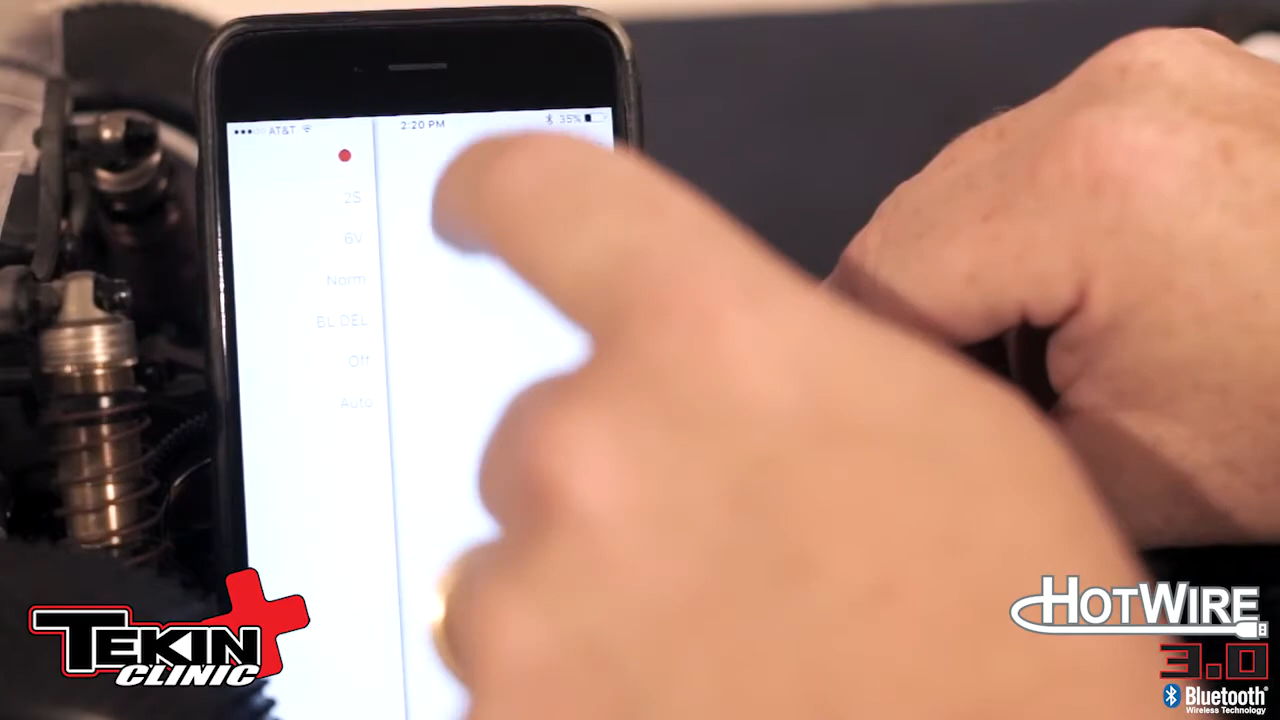 AT&T
2:20 PM
35%
2S
6V
Norm
BL DEL
Off
Auto
TEKIN
CLINIC
HOTWIRE
3.0
Bluetooth®
Wireless Technology